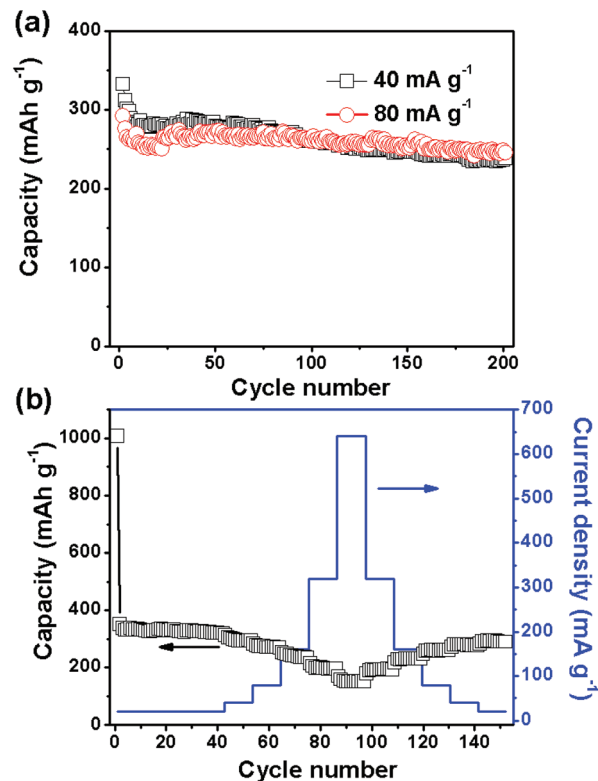 (a)
400
300
200
100
0
Capacity (mAh g⁻¹)
40 mA g⁻¹
80 mA g⁻¹
0 50 100 150 200
Cycle number
(b)
1000
800
600
400
200
0
Capacity (mAh g⁻¹)
700
600
500
400
300
200
100
0
Current density (mA g⁻¹)
0 20 40 60 80 100 120 140
Cycle number